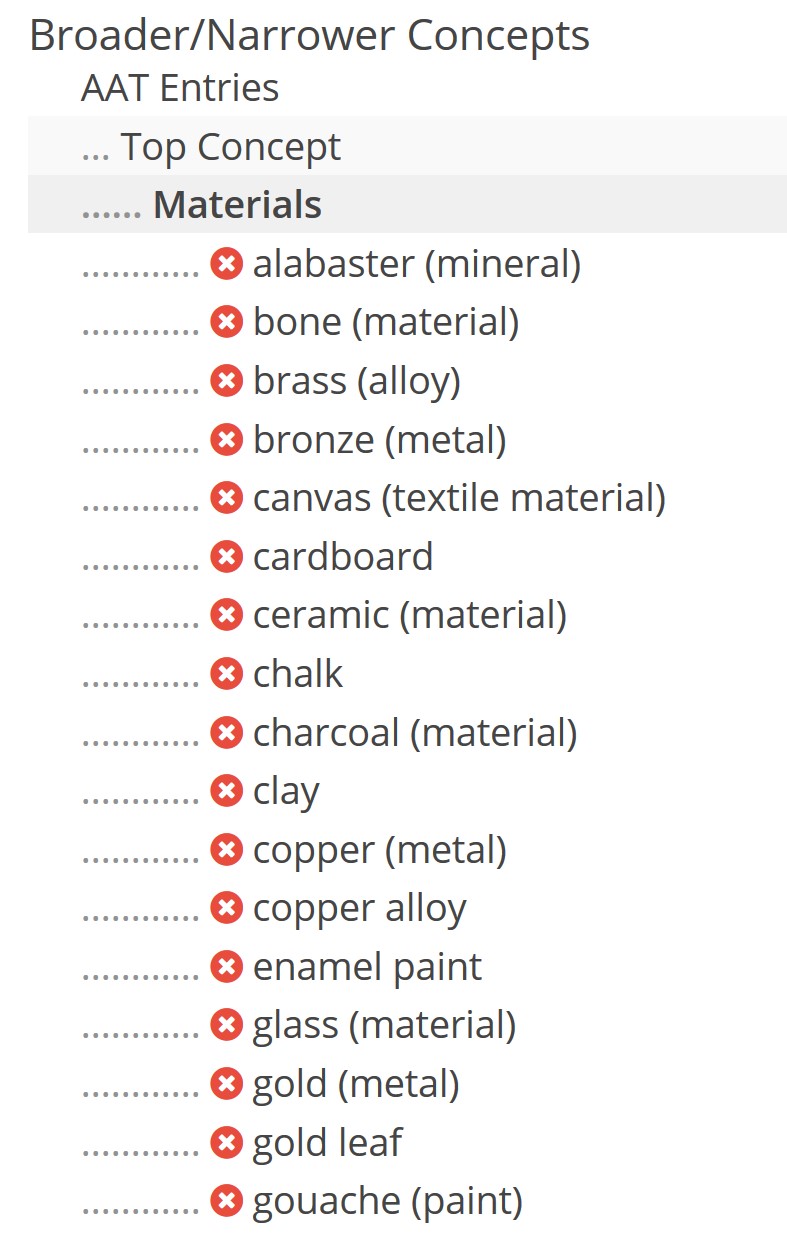 Broader/Narrower Concepts
AAT Entries
... Top Concept
...... Materials
............ alabaster (mineral)
............ bone (material)
............ brass (alloy)
............ bronze (metal)
............ canvas (textile material)
............ cardboard
............ ceramic (material)
............ chalk
............ charcoal (material)
............ clay
............ copper (metal)
............ copper alloy
............ enamel paint
............ glass (material)
............ gold (metal)
............ gold leaf
............ gouache (paint)